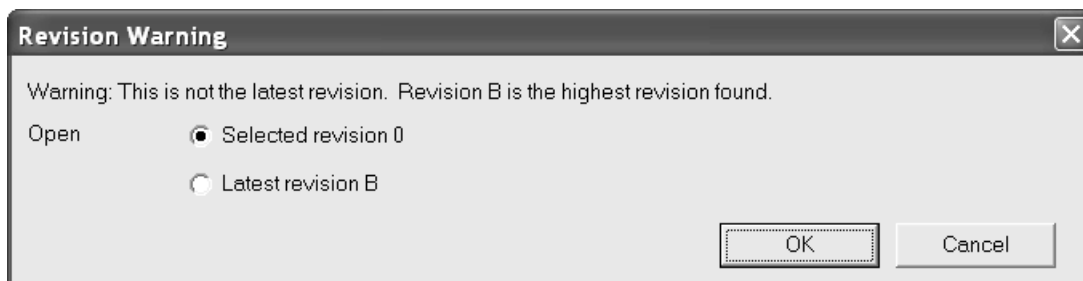 Revision Warning
Warning: This is not the latest revision.  Revision B is the highest revision found.
Open
Selected revision 0
Latest revision B
OK
Cancel